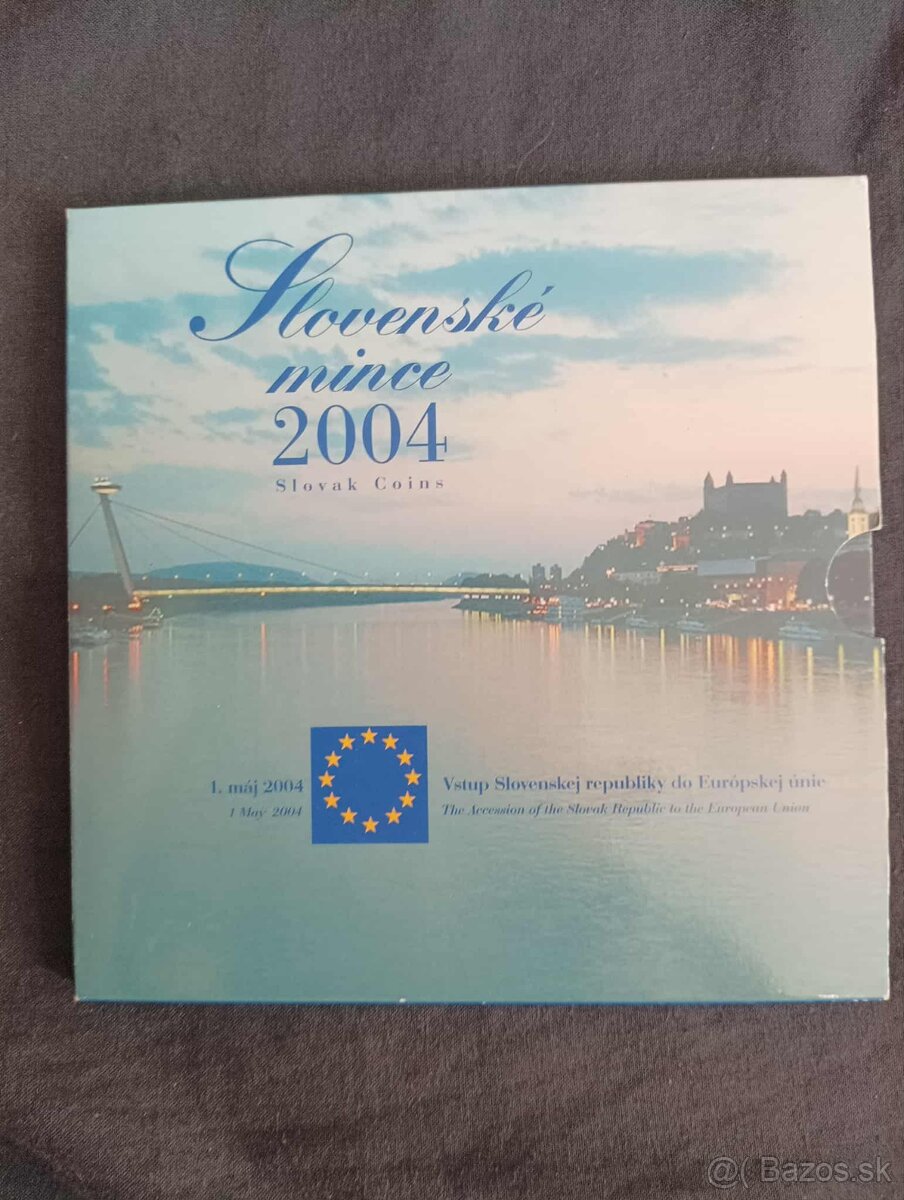 Slovenské
mince
2004
Slovak Coins
1. máj 2004
1 May 2004
Vstup Slovenskej republiky do Európskej únie
The Accession of the Slovak Republic to the European Union
@ Bazos.sk